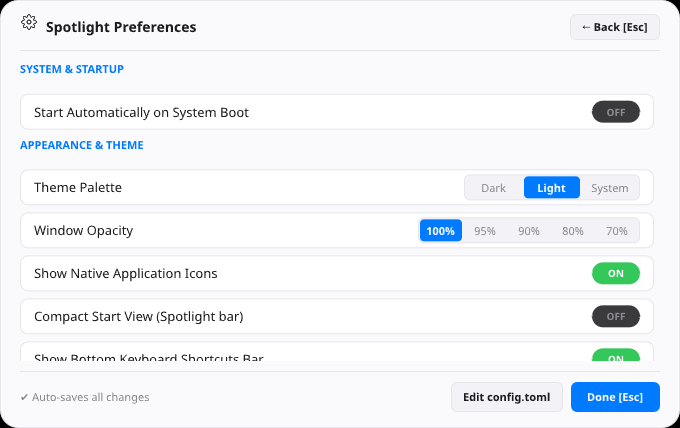 Spotlight Preferences
← Back [Esc]
SYSTEM & STARTUP
Start Automatically on System Boot
OFF
APPEARANCE & THEME
Theme Palette
Dark Light System
Window Opacity
100% 95% 90% 80% 70%
Show Native Application Icons
ON
Compact Start View (Spotlight bar)
OFF
Show Bottom Keyboard Shortcuts Bar
ON
✔ Auto-saves all changes
Edit config.toml
Done [Esc]